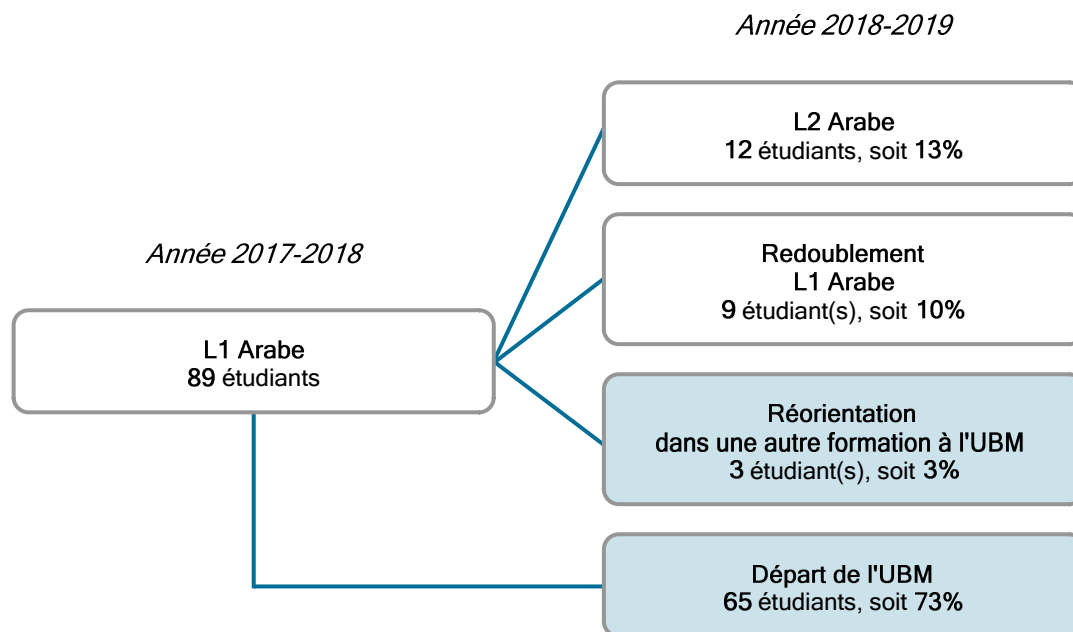 Année 2018-2019
L2 Arabe
12 étudiants, soit 13%
Année 2017-2018
Redoublement
L1 Arabe
9 étudiant(s), soit 10%
L1 Arabe
89 étudiants
Réorientation
dans une autre formation à l'UBM
3 étudiant(s), soit 3%
Départ de l'UBM
65 étudiants, soit 73%